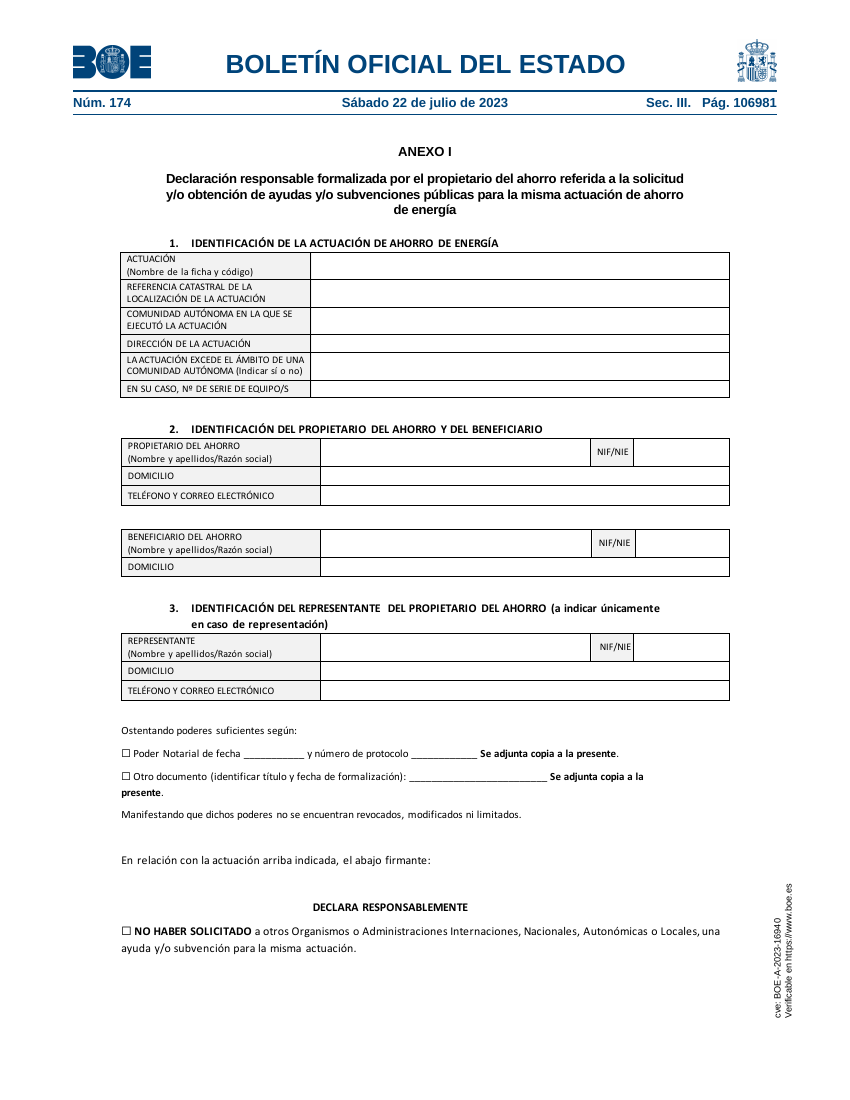 BOE
BOLETÍN OFICIAL DEL ESTADO
Núm. 174
Sábado 22 de julio de 2023
Sec. III. Pág. 106981
ANEXO I
Declaración responsable formalizada por el propietario del ahorro referida a la solicitud
y/o obtención de ayudas y/o subvenciones públicas para la misma actuación de ahorro
de energía
1. IDENTIFICACIÓN DE LA ACTUACIÓN DE AHORRO DE ENERGÍA
ACTUACIÓN
(Nombre de la ficha y código)
REFERENCIA CATASTRAL DE LA
LOCALIZACIÓN DE LA ACTUACIÓN
COMUNIDAD AUTÓNOMA EN LA QUE SE
EJECUTÓ LA ACTUACIÓN
DIRECCIÓN DE LA ACTUACIÓN
LA ACTUACIÓN EXCEDE EL ÁMBITO DE UNA
COMUNIDAD AUTÓNOMA (Indicar sí o no)
EN SU CASO, Nº DE SERIE DE EQUIPO/S
2. IDENTIFICACIÓN DEL PROPIETARIO DEL AHORRO Y DEL BENEFICIARIO
PROPIETARIO DEL AHORRO
(Nombre y apellidos/Razón social)
NIF/NIE
DOMICILIO
TELÉFONO Y CORREO ELECTRÓNICO
BENEFICIARIO DEL AHORRO
(Nombre y apellidos/Razón social)
NIF/NIE
DOMICILIO
3. IDENTIFICACIÓN DEL REPRESENTANTE DEL PROPIETARIO DEL AHORRO (a indicar únicamente
en caso de representación)
REPRESENTANTE
(Nombre y apellidos/Razón social)
NIF/NIE
DOMICILIO
TELÉFONO Y CORREO ELECTRÓNICO
Ostentando poderes suficientes según:
☐ Poder Notarial de fecha ___________ y número de protocolo ____________ Se adjunta copia a la presente.
☐ Otro documento (identificar título y fecha de formalización): _________________________ Se adjunta copia a la
presente.
Manifestando que dichos poderes no se encuentran revocados, modificados ni limitados.
En relación con la actuación arriba indicada, el abajo firmante:
DECLARA RESPONSABLEMENTE
☐ NO HABER SOLICITADO a otros Organismos o Administraciones Internaciones, Nacionales, Autonómicas o Locales, una
ayuda y/o subvención para la misma actuación.
cve: BOE-A-2023-16940
Verificable en https://www.boe.es